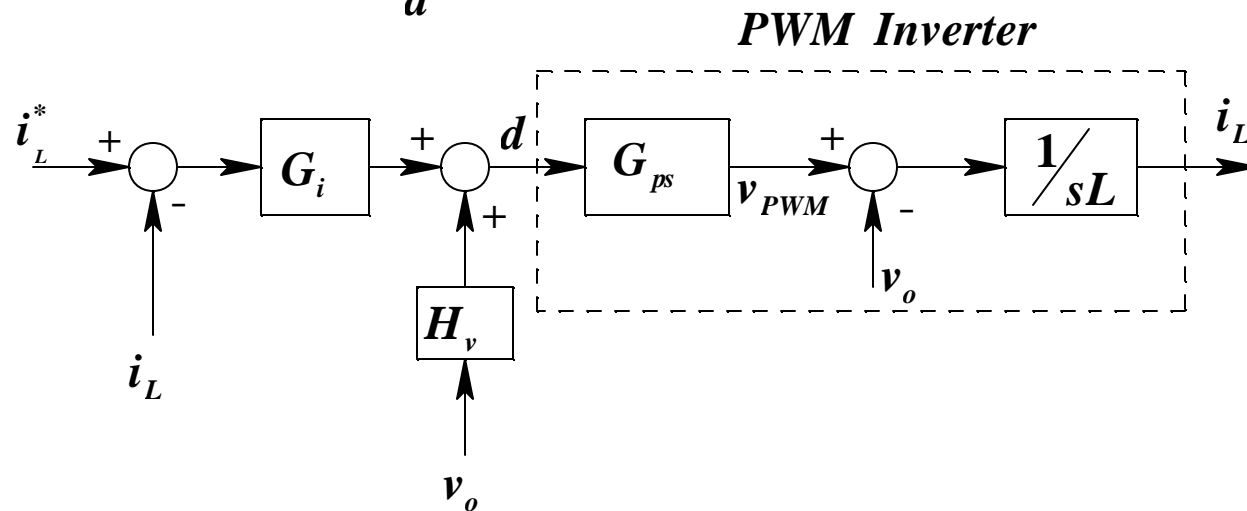 d
PWM Inverter
i*L
+
-
Gi
+
+
d
Gps
vPWM
+
-
1/sL
iL
vo
Hv
iL
vo